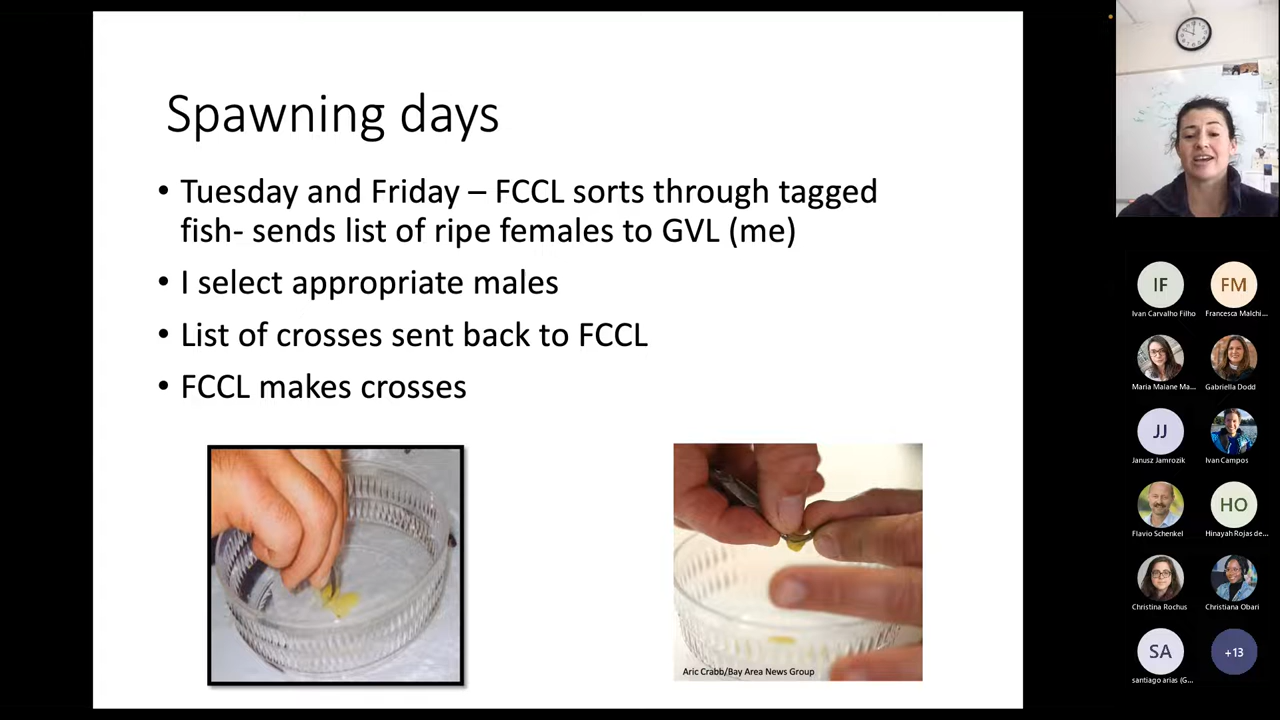 Spawning days
• Tuesday and Friday – FCCL sorts through tagged
fish- sends list of ripe females to GVL (me)
• I select appropriate males
• List of crosses sent back to FCCL
• FCCL makes crosses
Aric Crabb/Bay Area News Group
IF
FM
Ivan Carvalho Filho
Francesca Malchi...
Maria Malane Ma...
Gabriella Dodd
JJ
Janusz Jamrozik
Ivan Campos
HO
Flavio Schenkel
Hinayah Rojas de...
Christina Rochus
Christiana Obari
SA
+13
santiago arias (G...